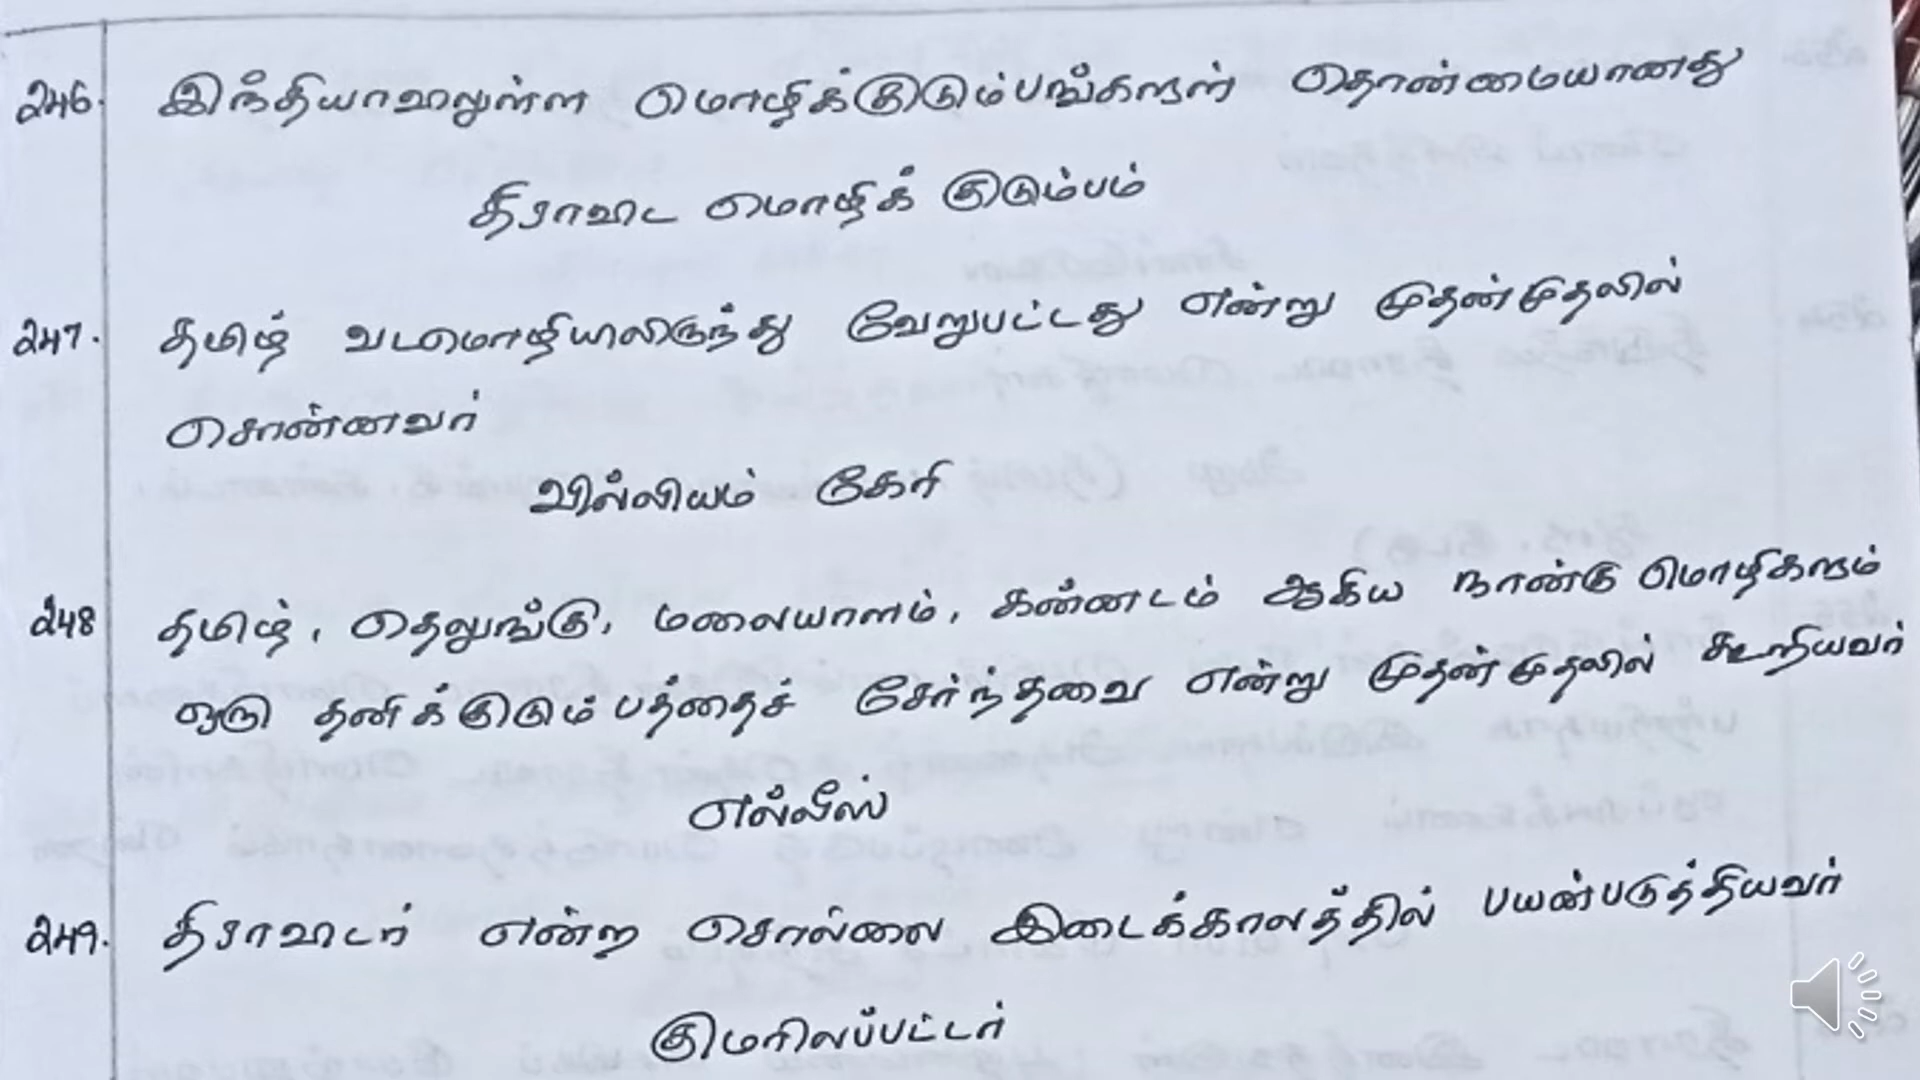 246. இந்தியாவிலுள்ள மொழிக்குடும்பங்களுள் தொன்மையானது
திராவிட மொழிக் குடும்பம்
247. தமிழ் வடமொழியிலிருந்து வேறுபட்டது என்று முதன்முதலில்
சொன்னவர்
வில்லியம் கேரி
248 தமிழ், தெலுங்கு, மலையாளம், கன்னடம் ஆகிய நான்கு மொழிகளும்
ஒரு தனிக்குடும்பத்தைச் சேர்ந்தவை என்று முதன்முதலில் கூறியவர்
எல்லீஸ்
249. திராவிடர் என்ற சொல்லை இடைக்காலத்தில் பயன்படுத்தியவர்
குமரிலப்பட்டர்